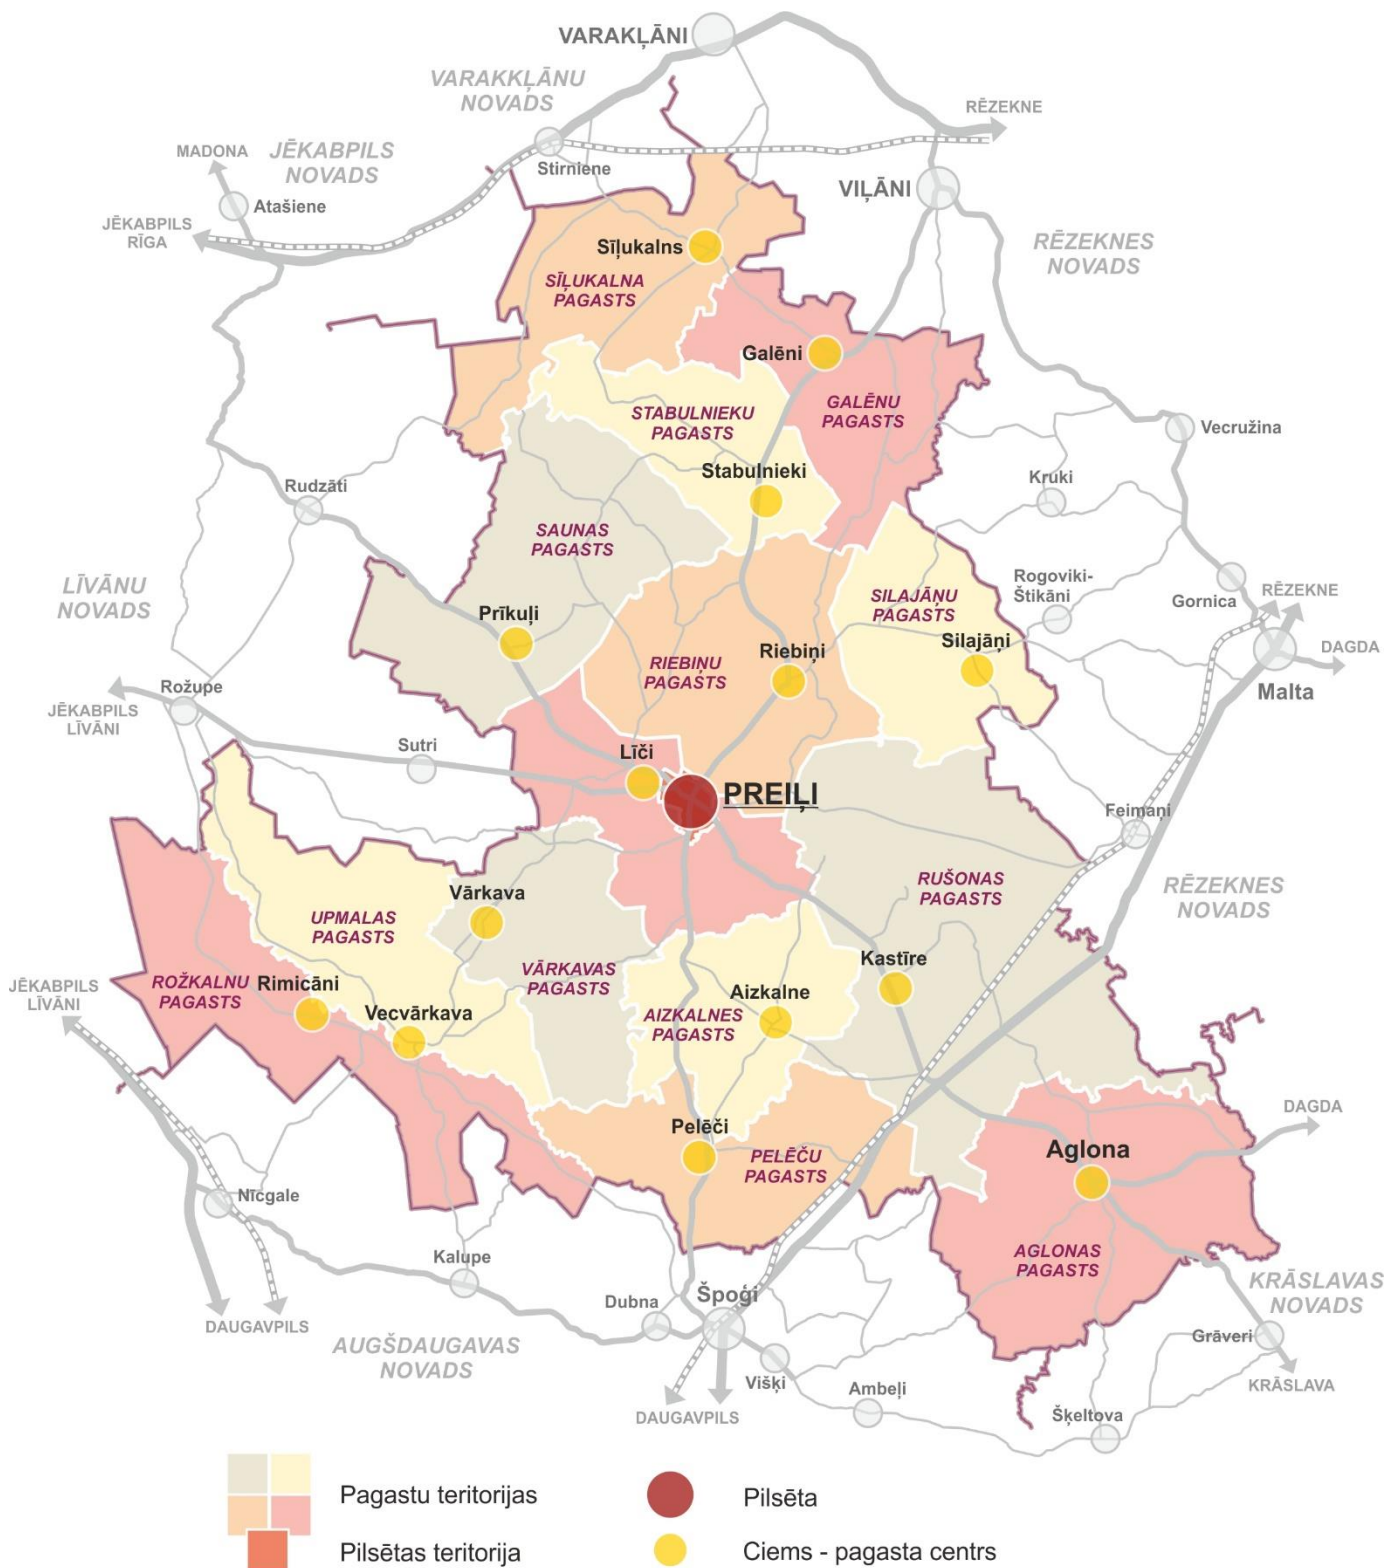 VARAKĻĀNI
VARAKKĻĀNU
NOVADS
RĒZEKNE
MADONA
JĒKABPILS
NOVADS
Stirniene
VIĻĀNI
Atašiene
JĒKABPILS
RĪGA
Sīļukalns
RĒZEKNES
NOVADS
SĪĻUKALNA
PAGASTS
Galēni
STABULNIEKU
PAGASTS
GALĒNU
PAGASTS
Vecružina
Stabulnieki
Kruki
Rudzāti
SAUNAS
PAGASTS
LĪVĀNU
NOVADS
Rogoviki-
Štikāni
RĒZEKNE
Gornica
SILAJĀŅU
PAGASTS
Prīkuļi
Silajāņi
Riebiņi
RIEBIŅU
PAGASTS
DAGDA
Malta
Rožupe
JĒKABPILS
LĪVĀNI
Sutri
Līči
PREIĻI
Feimaņi
RUŠONAS
PAGASTS
RĒZEKNES
NOVADS
Vārkava
UPMALAS
PAGASTS
VĀRKAVAS
PAGASTS
Kastīre
ROŽKALNU
PAGASTS
Rimicāni
JĒKABPILS
LĪVĀNI
Vecvārkava
Aizkalne
AIZKALNES
PAGASTS
DAGDA
Pelēči
PELĒČU
PAGASTS
Aglona
Nīcgale
AGLONAS
PAGASTS
Kalupe
KRĀSLAVAS
NOVADS
Dubna
Špoģi
DAUGAVPILS
AUGŠDAUGAVAS
NOVADS
Grāveri
Višķi
KRĀSLAVA
Ambeļi
DAUGAVPILS
Šķeltova
Pagastu teritorijas
Pilsēta
Pilsētas teritorija
Ciems - pagasta centrs